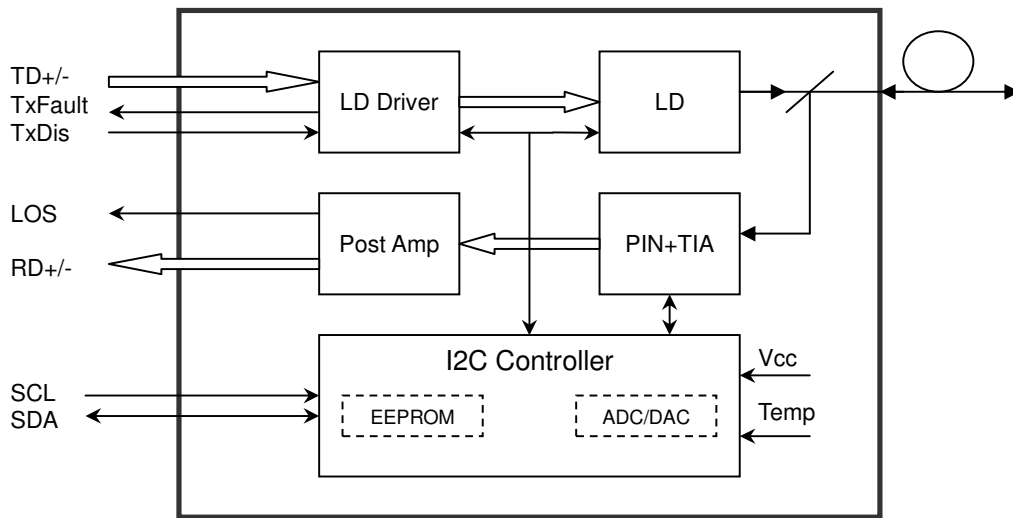 TD+/-
TxFault
TxDis
LD Driver
LD
LOS
RD+/-
Post Amp
PIN+TIA
I2C Controller
Vcc
SCL
SDA
EEPROM
ADC/DAC
Temp